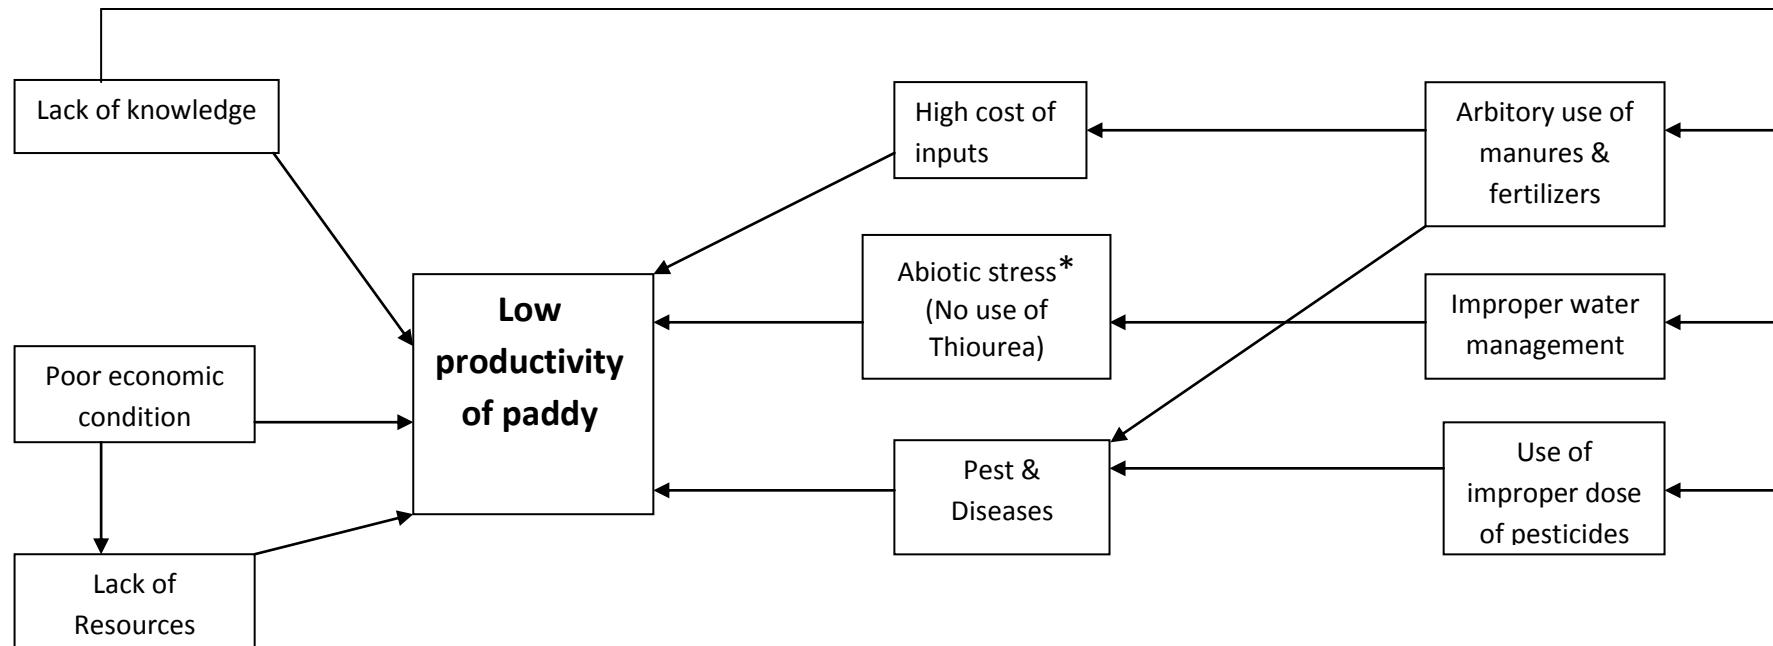 Lack of knowledge
High cost of
inputs
Arbitory use of
manures &
fertilizers
Low
productivity
of paddy
Abiotic stress*
(No use of
Thiourea)
Improper water
management
Poor economic
condition
Pest &
Diseases
Use of
improper dose
of pesticides
Lack of
Resources